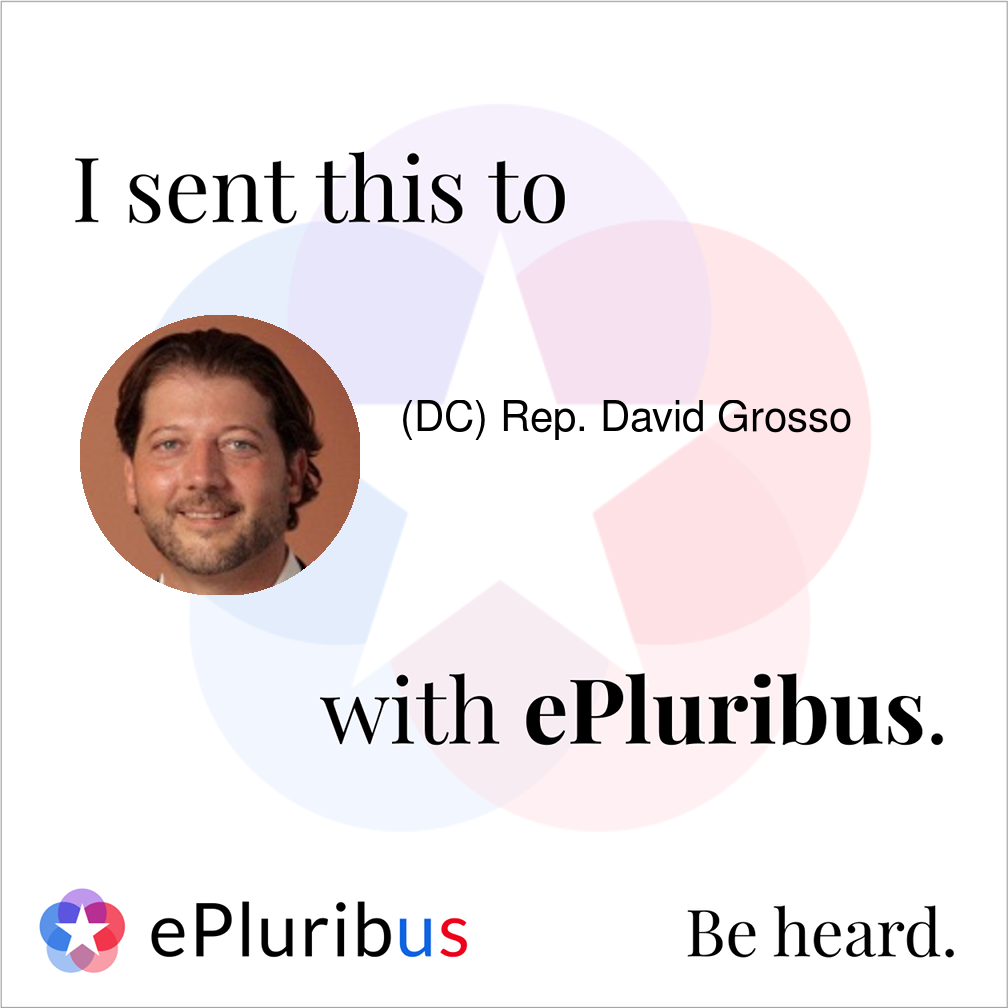 I sent this to
(DC) Rep. David Grosso
with ePluribus.
ePluribus
Be heard.